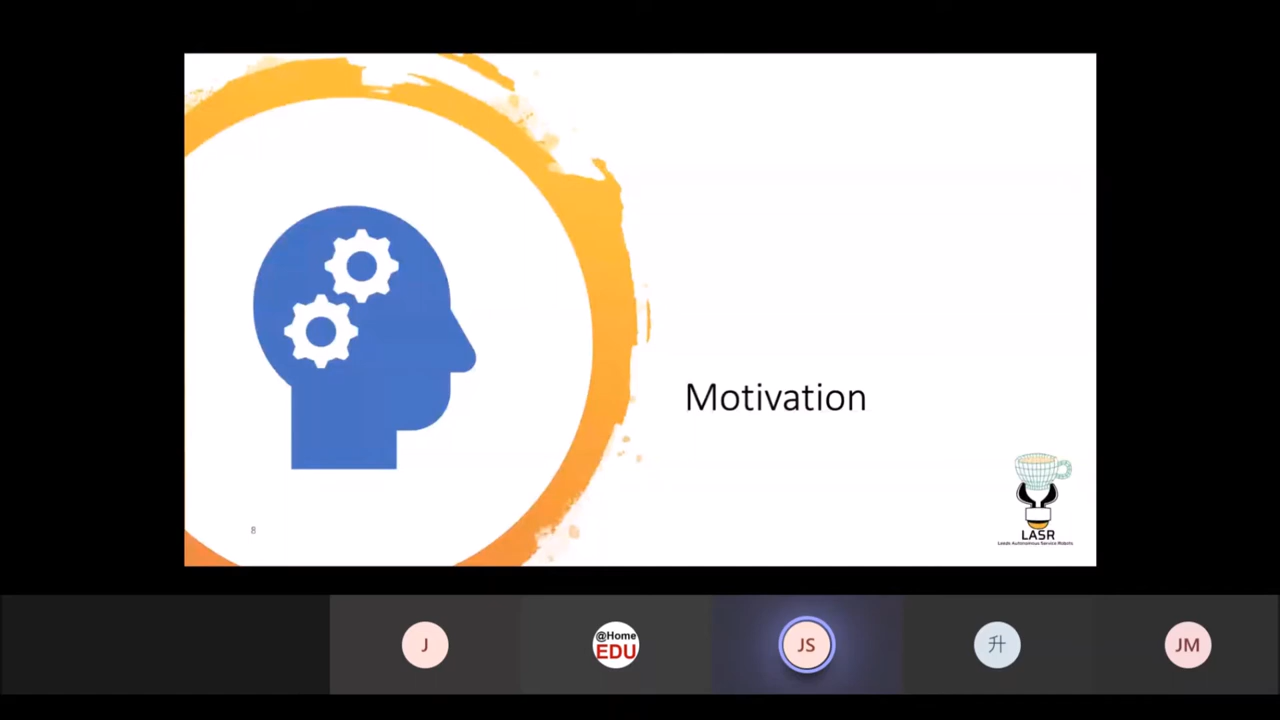 Motivation
8
LASR
Leeds Autonomous Service Robots
J
@Home
EDU
JS
升
JM